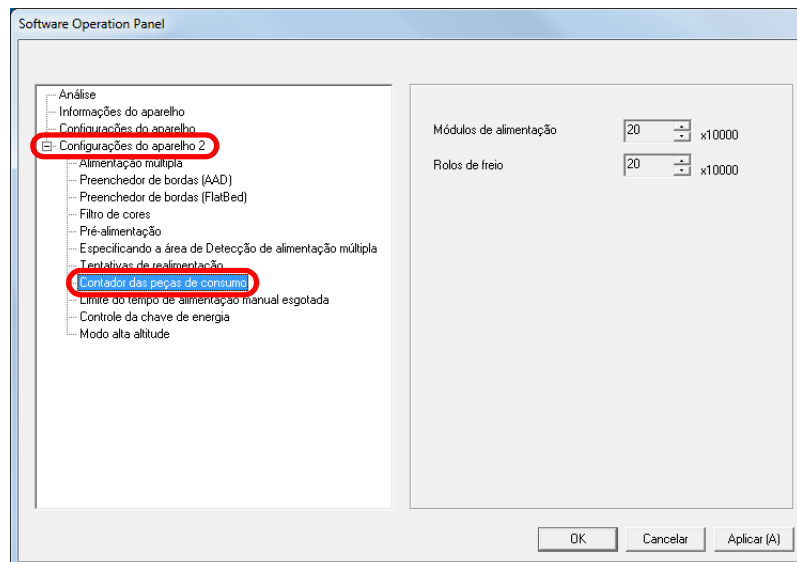 Software Operation Panel
Análise
Informações do aparelho
Configurações do aparelho
Configurações do aparelho 2
Alimentação múltipla
Preenchedor de bordas (AAD)
Preenchedor de bordas (FlatBed)
Filtro de cores
Pré-alimentação
Especificando a área de Detecção de alimentação múltipla
Tentativas de realimentação
Contador das peças de consumo
Limite do tempo de alimentação manual esgotada
Controle da chave de energia
Modo alta altitude
Módulos de alimentação 20 x10000
Rolos de freio 20 x10000
OK Cancelar Aplicar (A)